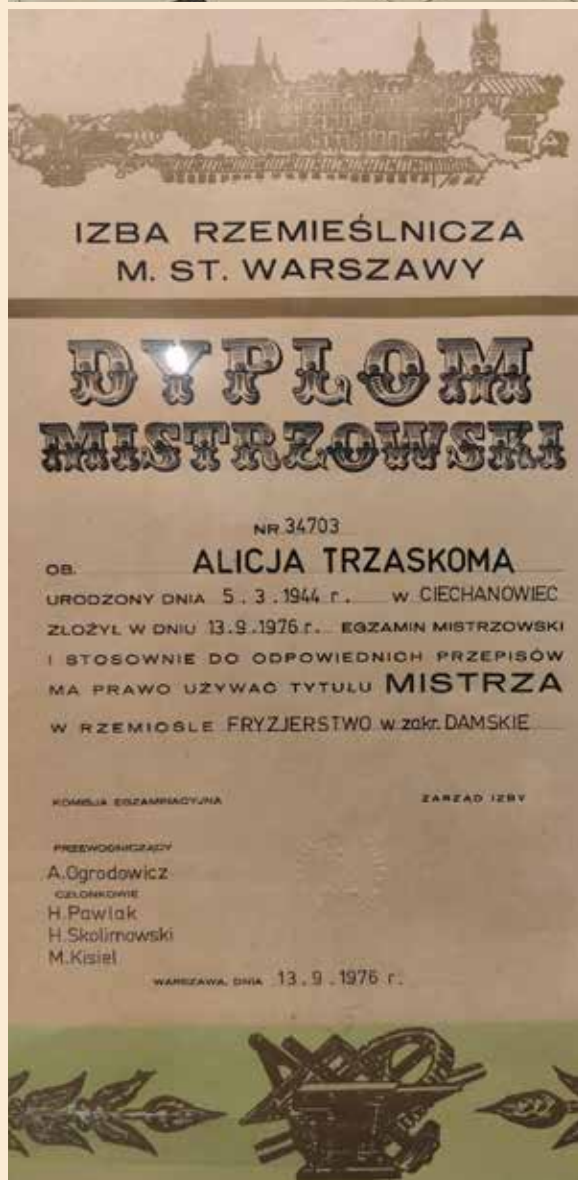 IZBA RZEMIEŚLNICZA
M. ST. WARSZAWY
DYPLOM
MISTRZOWSKI
NR 34703
OB. ALICJA TRZASKOMA
URODZONY DNIA 5.3.1944 r. W CIECHANOWIEC
ZŁOŻYŁ W DNIU 13.9.1976 r. EGZAMIN MISTRZOWSKI
I STOSOWNIE DO ODPOWIEDNICH PRZEPISÓW
MA PRAWO UŻYWAĆ TYTUŁU MISTRZA
W RZEMIOŚLE FRYZJERSTWO w zakr. DAMSKIE
KOMISJA EGZAMINACYJNA ZARZĄD IZBY
PRZEWODNICZĄCY
A.Ogrodowicz
CZŁONKOWIE
H.Pawlak
H.Skolimowski
M.Kisiel
WARSZAWA, DNIA 13.9.1976 r.